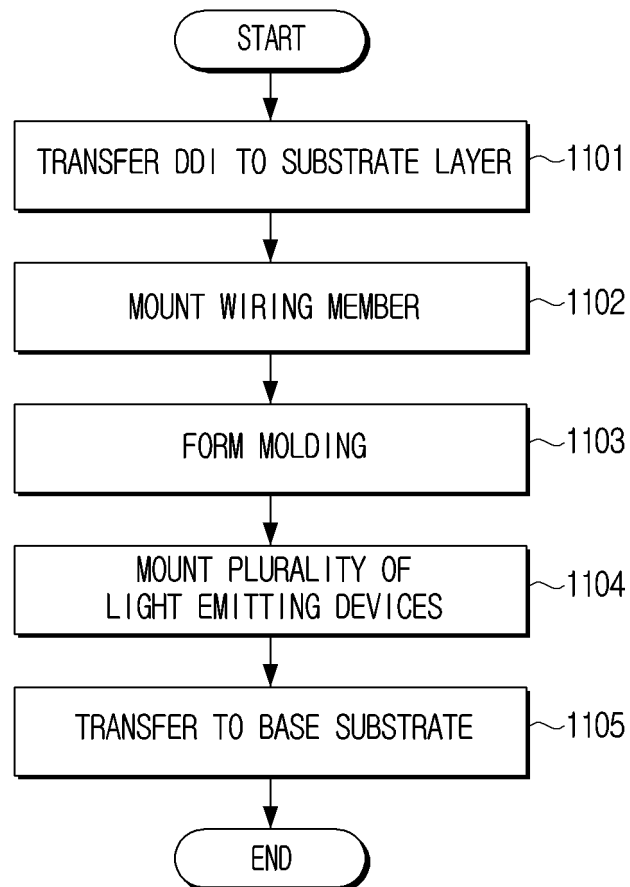 START
TRANSFER DDI TO SUBSTRATE LAYER 1101
MOUNT WIRING MEMBER 1102
FORM MOLDING 1103
MOUNT PLURALITY OF
LIGHT EMITTING DEVICES 1104
TRANSFER TO BASE SUBSTRATE 1105
END